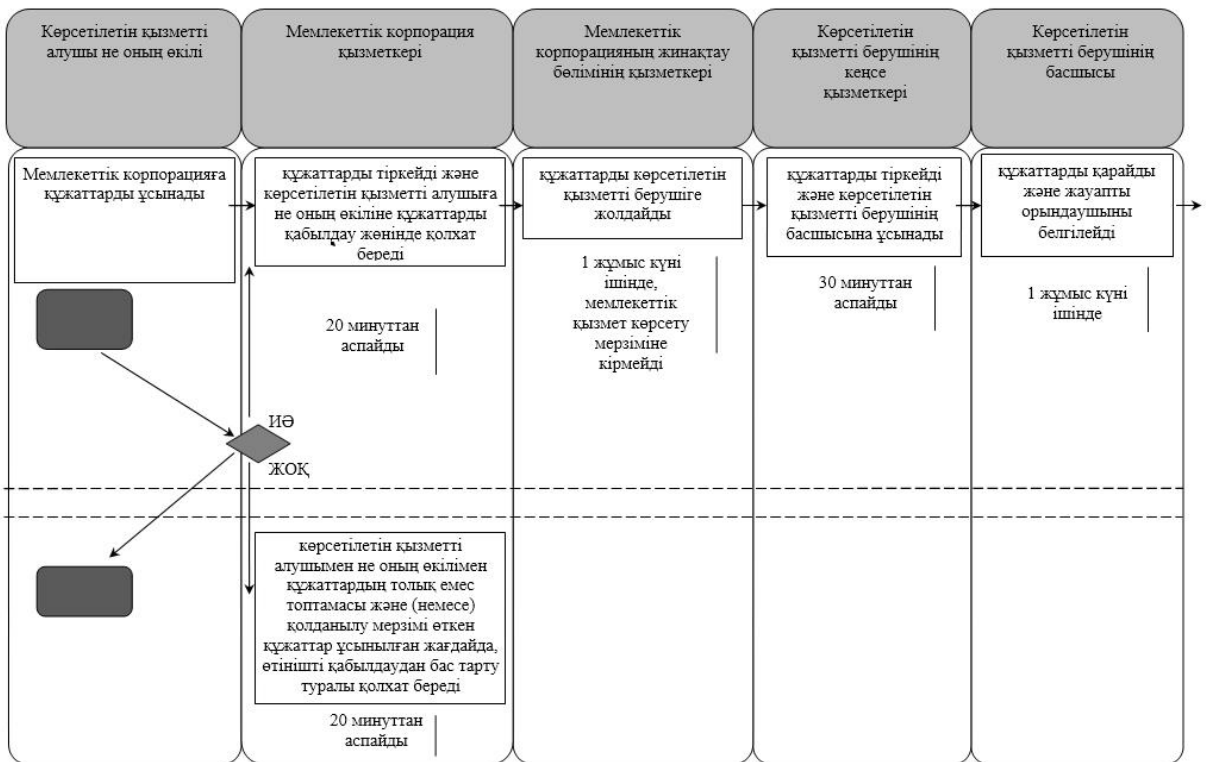 Көрсетілетін қызметті
алушы не оның өкілі
Мемлекеттік корпорация
қызметкері
Мемлекеттік
корпорацияның жинақтау
бөлімінің қызметкері
Көрсетілетін
қызметті берушінің
кеңсе
қызметкері
Көрсетілетін
қызметті берушінің
басшысы
Мемлекеттік корпорацияға
құжаттарды ұсынады
құжаттарды тіркейді және
көрсетілетін қызметті алушыға
не оның өкіліне құжаттарды
қабылдау жөнінде қолхат
береді
құжаттарды көрсетілетін
қызметті берушіге
жолдайды
құжаттарды тіркейді
және көрсетілетін
қызметті берушінің
басшысына ұсынады
құжаттарды қарайды
және жауапты
орындаушыны
белгілейді
20 минуттан
аспайды
1 жұмыс күні
ішінде,
мемлекеттік
қызмет көрсету
мерзіміне
кірмейді
30 минуттан
аспайды
1 жұмыс күні
ішінде
ИӘ
ЖОҚ
көрсетілетін қызметті
алушымен не оның өкілімен
құжаттардың толық емес
топтамасы және (немесе)
қолданылу мерзімі өткен
құжаттар ұсынылған жағдайда,
өтінішті қабылдаудан бас тарту
туралы қолхат береді
20 минуттан
аспайды